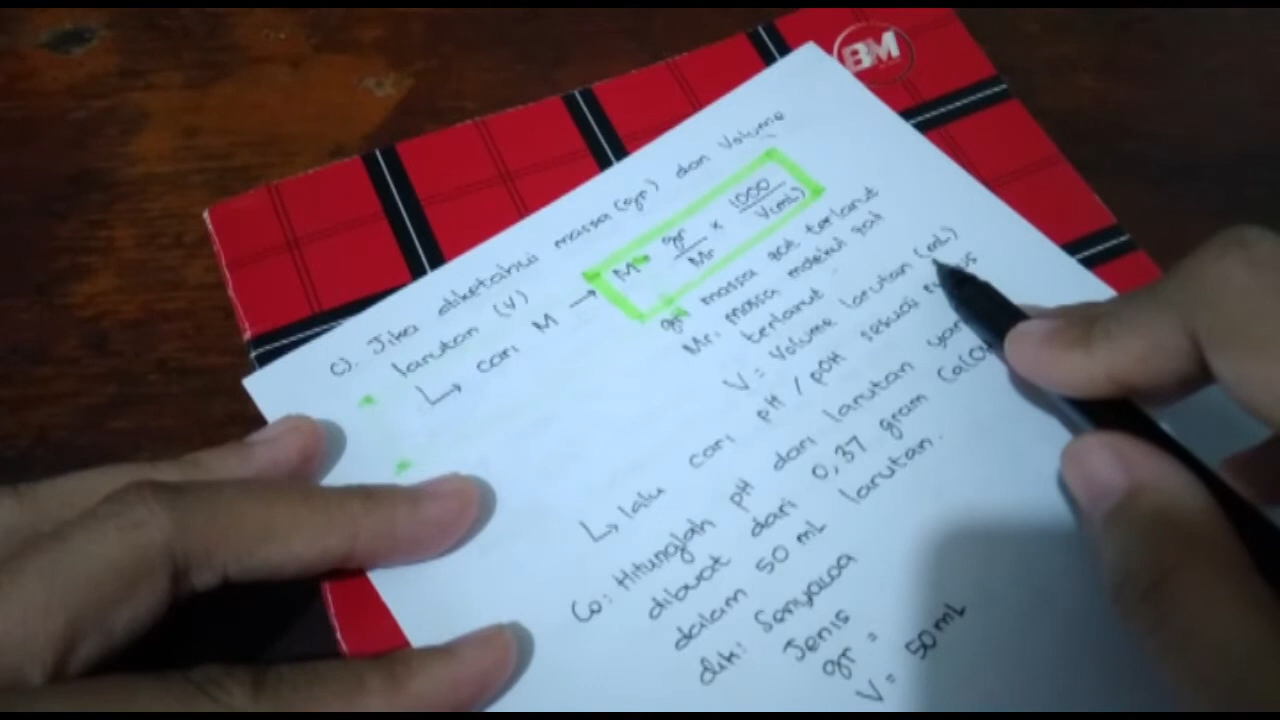 BM
c). Jika diketahui massa (gr) dan Volume
larutan (V)
↳ cari M → M = gr/Mr × 1000/V(mL)
gr: massa zat terlarut
Mr: massa molekul zat
terlarut
V = Volume larutan (mL)
↳ lalu cari pH / pOH sesuai
Co: Hitunglah pH dari larutan
dibuat dari 0,37 gram
dalam 50 mL larutan.
dik: Senyawa
Jenis
gr =
V = 50 mL